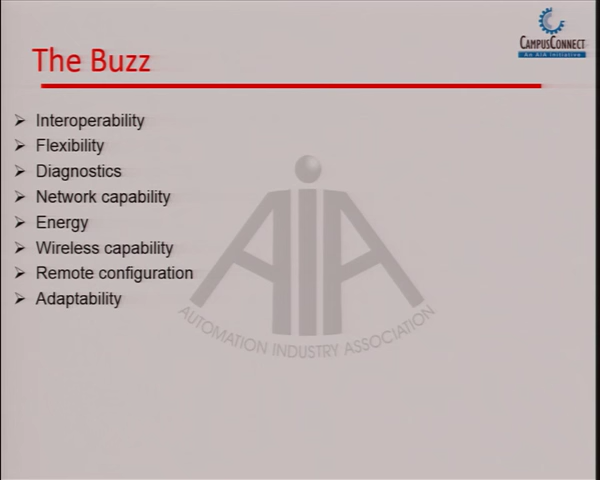 CAMPUSCONNECT
An AIA Initiative
The Buzz
Interoperability
Flexibility
Diagnostics
Network capability
Energy
Wireless capability
Remote configuration
Adaptability
AIA
AUTOMATION INDUSTRY ASSOCIATION